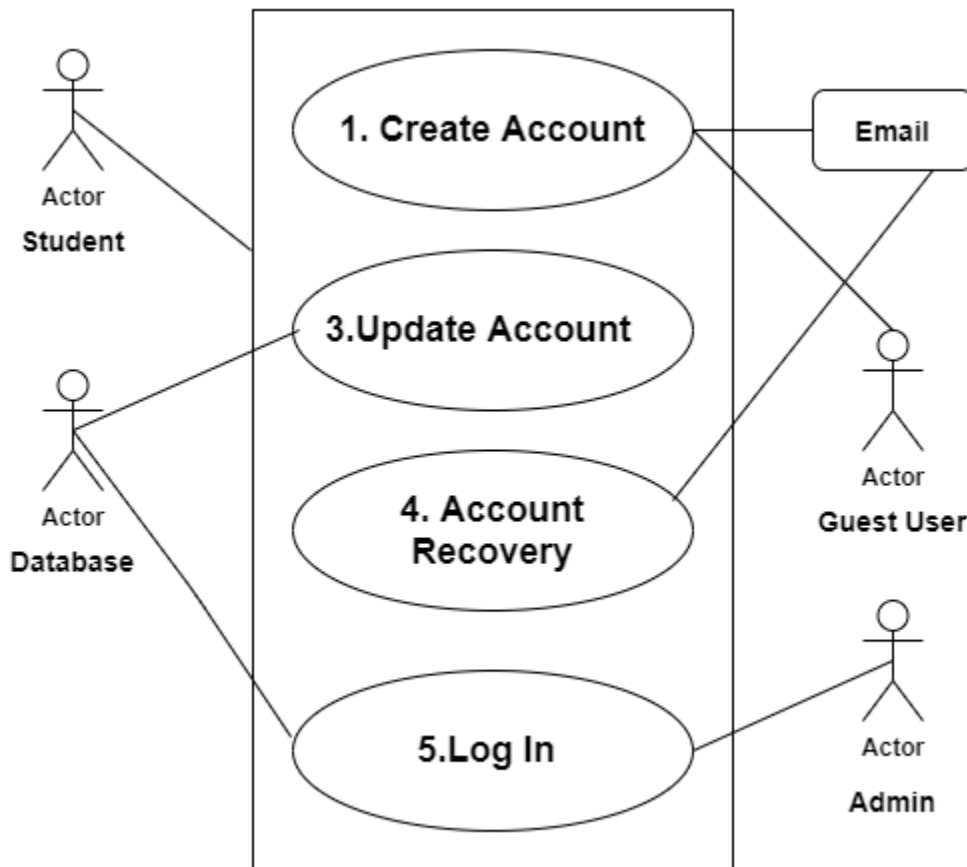 1. Create Account
Email
Actor
Student
3.Update Account
Actor
Database
4. Account
Recovery
Actor
Guest User
5.Log In
Actor
Admin